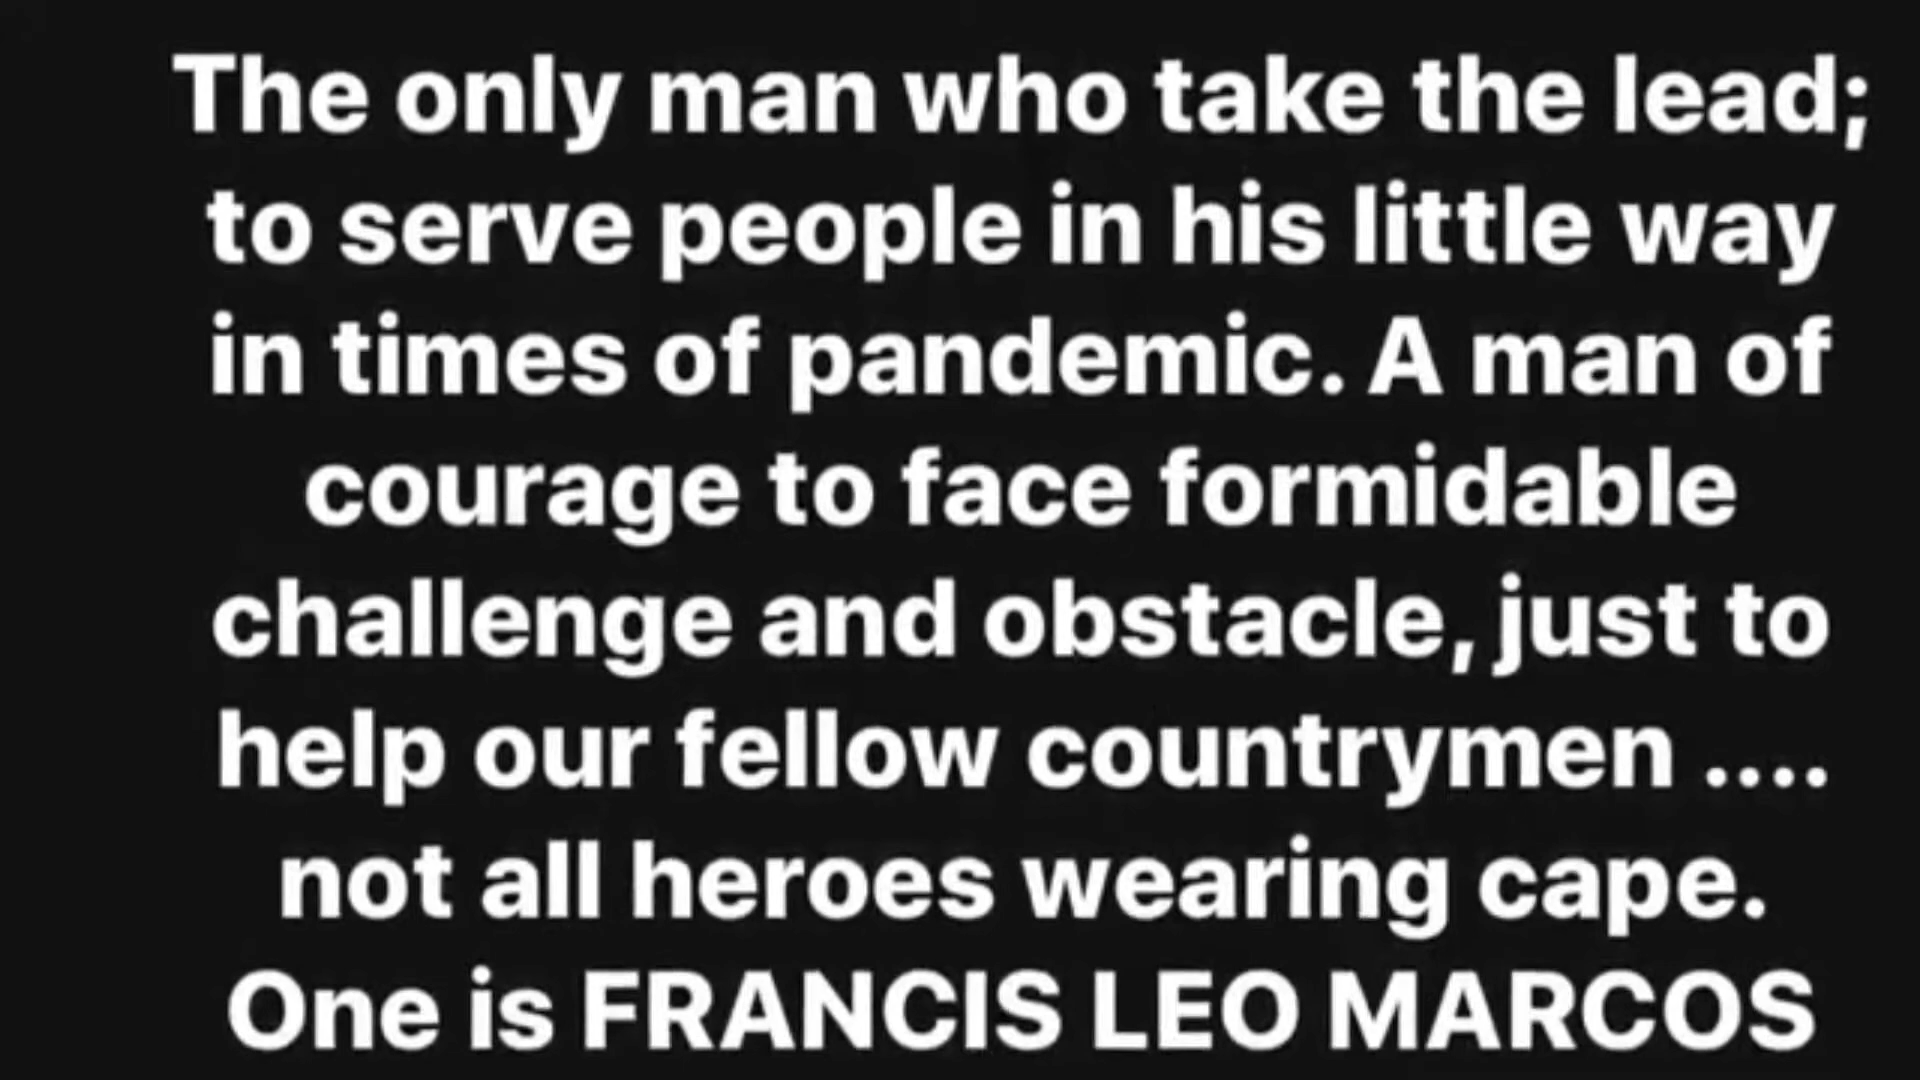 The only man who take the lead;
to serve people in his little way
in times of pandemic. A man of
courage to face formidable
challenge and obstacle, just to
help our fellow countrymen ....
not all heroes wearing cape.
One is FRANCIS LEO MARCOS